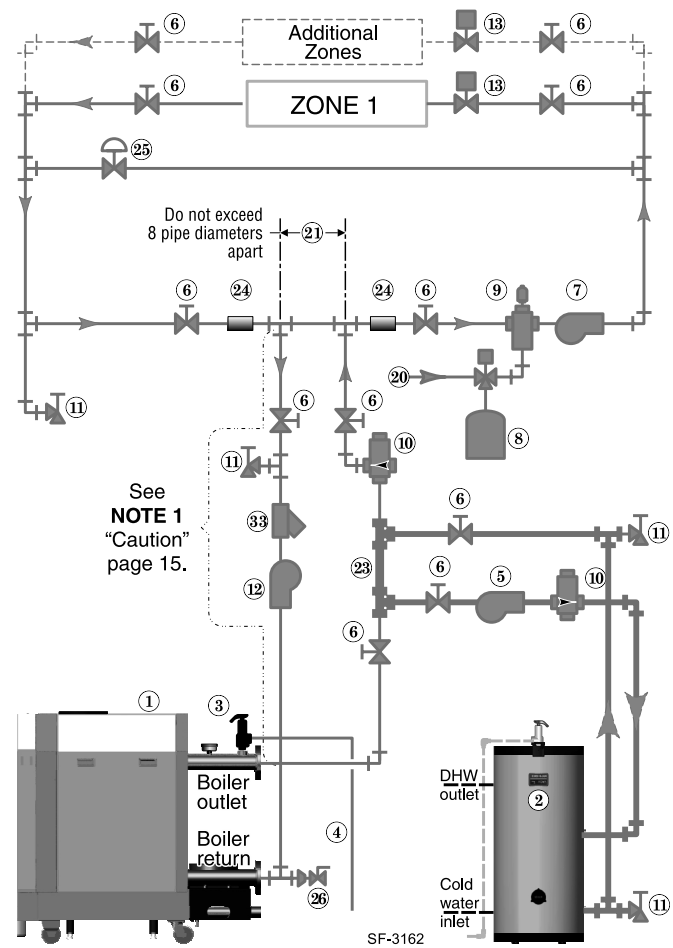 6
13
6
Additional
Zones
6
13
6
ZONE 1
25
Do not exceed
8 pipe diameters
apart
21
6
24
24
6
9
7
20
8
11
6
6
10
11
33
See
NOTE 1
“Caution”
page 15.
12
6
11
23
6
5
10
6
1
3
Boiler
outlet
DHW
outlet
2
4
Boiler
return
26
Cold
water
inlet
11
SF-3162